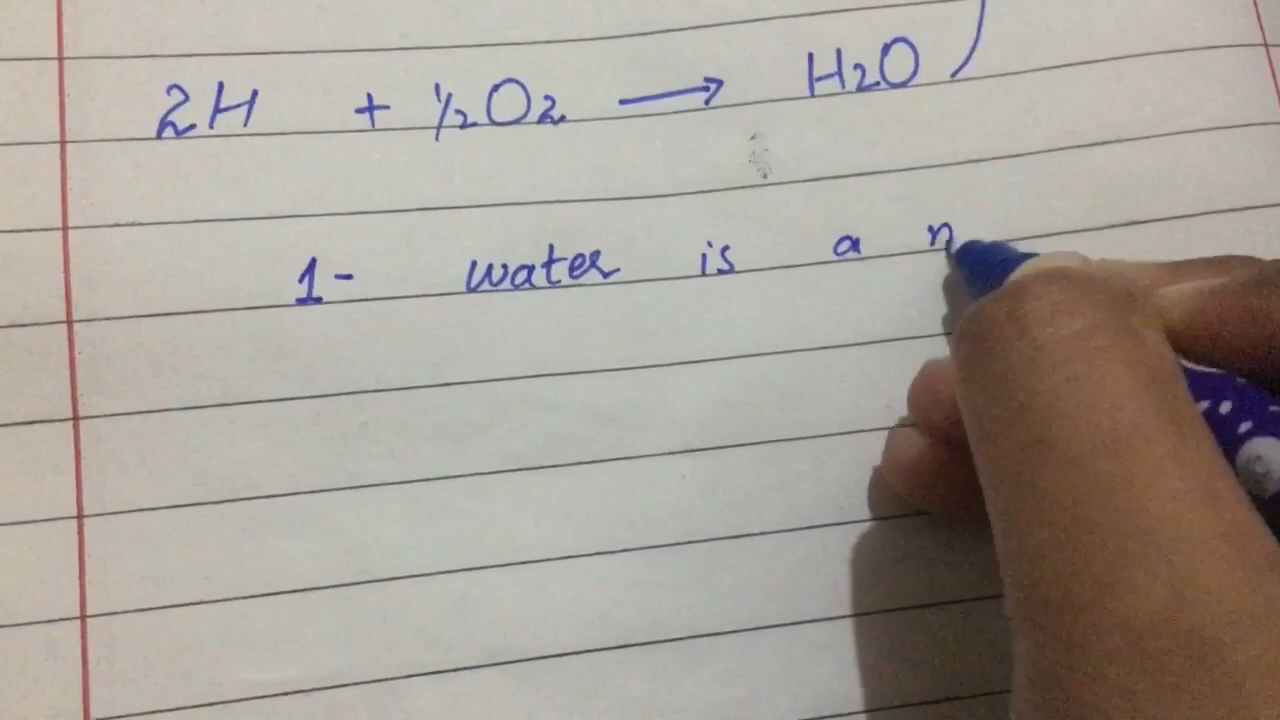 2H + ½O2 → H2O )
1- water is a n